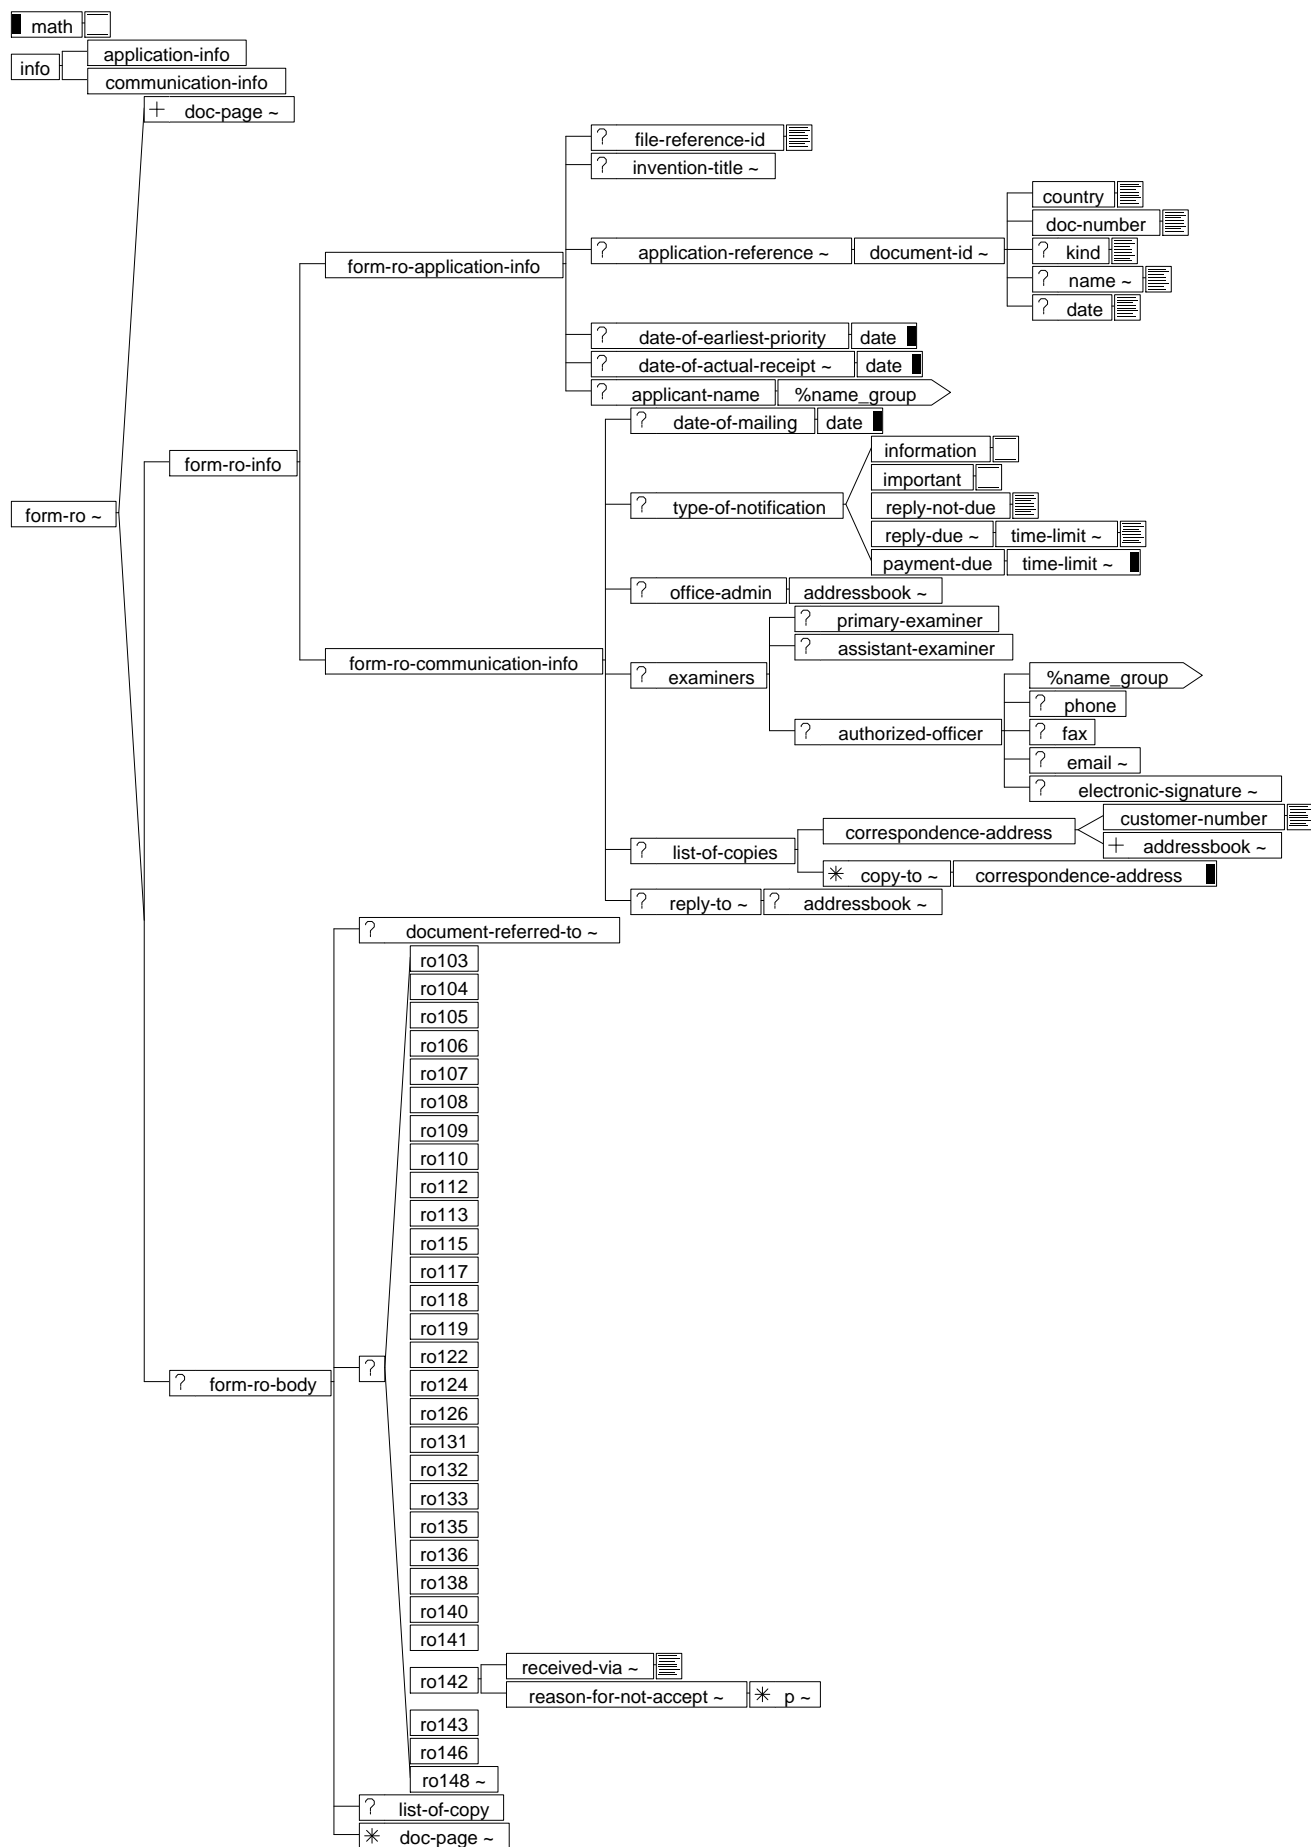 math
application-info
info
communication-info
+ doc-page ~
? file-reference-id
? invention-title ~
country
doc-number
form-ro-application-info
? application-reference ~ document-id ~ ? kind
? name ~
? date
? date-of-earliest-priority date
? date-of-actual-receipt ~ date
? applicant-name %name_group
? date-of-mailing date
information
form-ro-info
important
form-ro ~
? type-of-notification reply-not-due
reply-due ~ time-limit ~
payment-due time-limit ~
? office-admin addressbook ~
? primary-examiner
? assistant-examiner
form-ro-communication-info
? examiners %name_group
? phone
? authorized-officer ? fax
? email ~
? electronic-signature ~
customer-number
correspondence-address
? list-of-copies + addressbook ~
* copy-to ~ correspondence-address
? reply-to ~ ? addressbook ~
? document-referred-to ~
ro103
ro104
ro105
ro106
ro107
ro108
ro109
ro110
ro112
ro113
ro115
ro117
ro118
ro119
ro122
?
? form-ro-body ro124
ro126
ro131
ro132
ro133
ro135
ro136
ro138
ro140
ro141
received-via ~
ro142
reason-for-not-accept ~ * p ~
ro143
ro146
ro148 ~
? list-of-copy
* doc-page ~